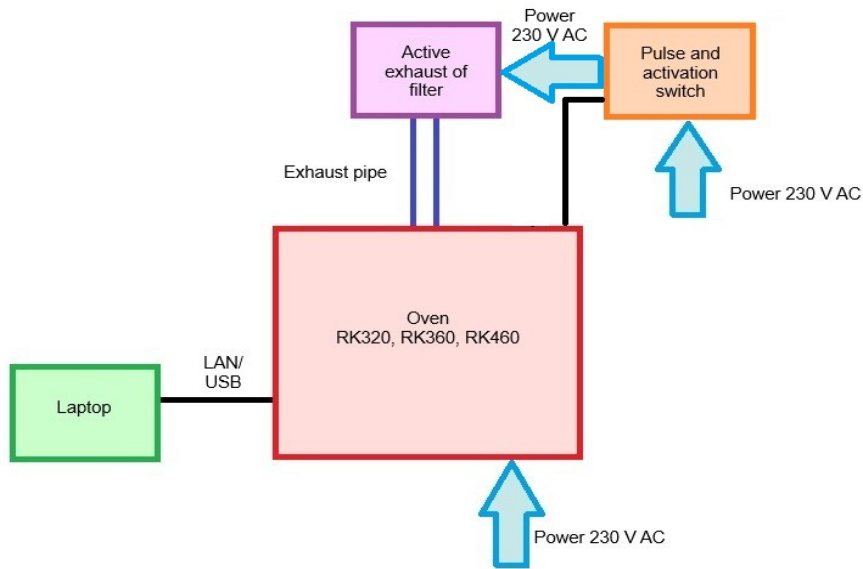 Power
230 V AC
Active
exhaust of
filter
Pulse and
activation
switch
Exhaust pipe
Power 230 V AC
Oven
RK320, RK360, RK460
LAN/
USB
Laptop
Power 230 V AC